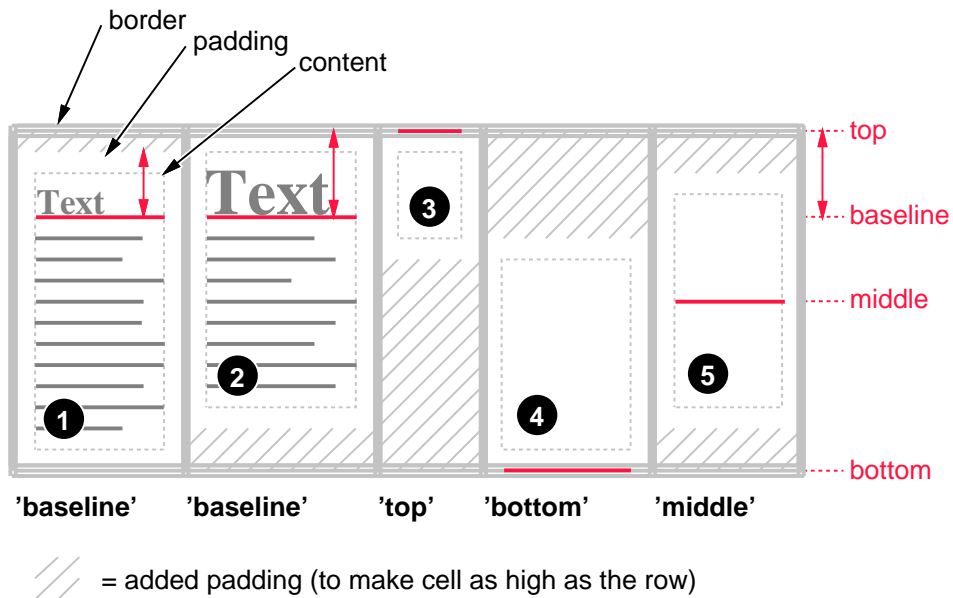 border
padding
content
top
Text
Text
3
baseline
middle
1
2
4
5
bottom
’baseline’ ’baseline’ ’top’ ’bottom’ ’middle’
= added padding (to make cell as high as the row)